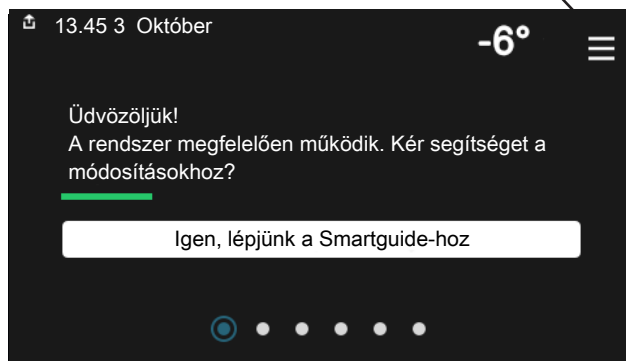 13.45 3 Október
-6°
Üdvözöljük!
A rendszer megfelelően működik. Kér segítséget a
módosításokhoz?
Igen, lépjünk a Smartguide-hoz